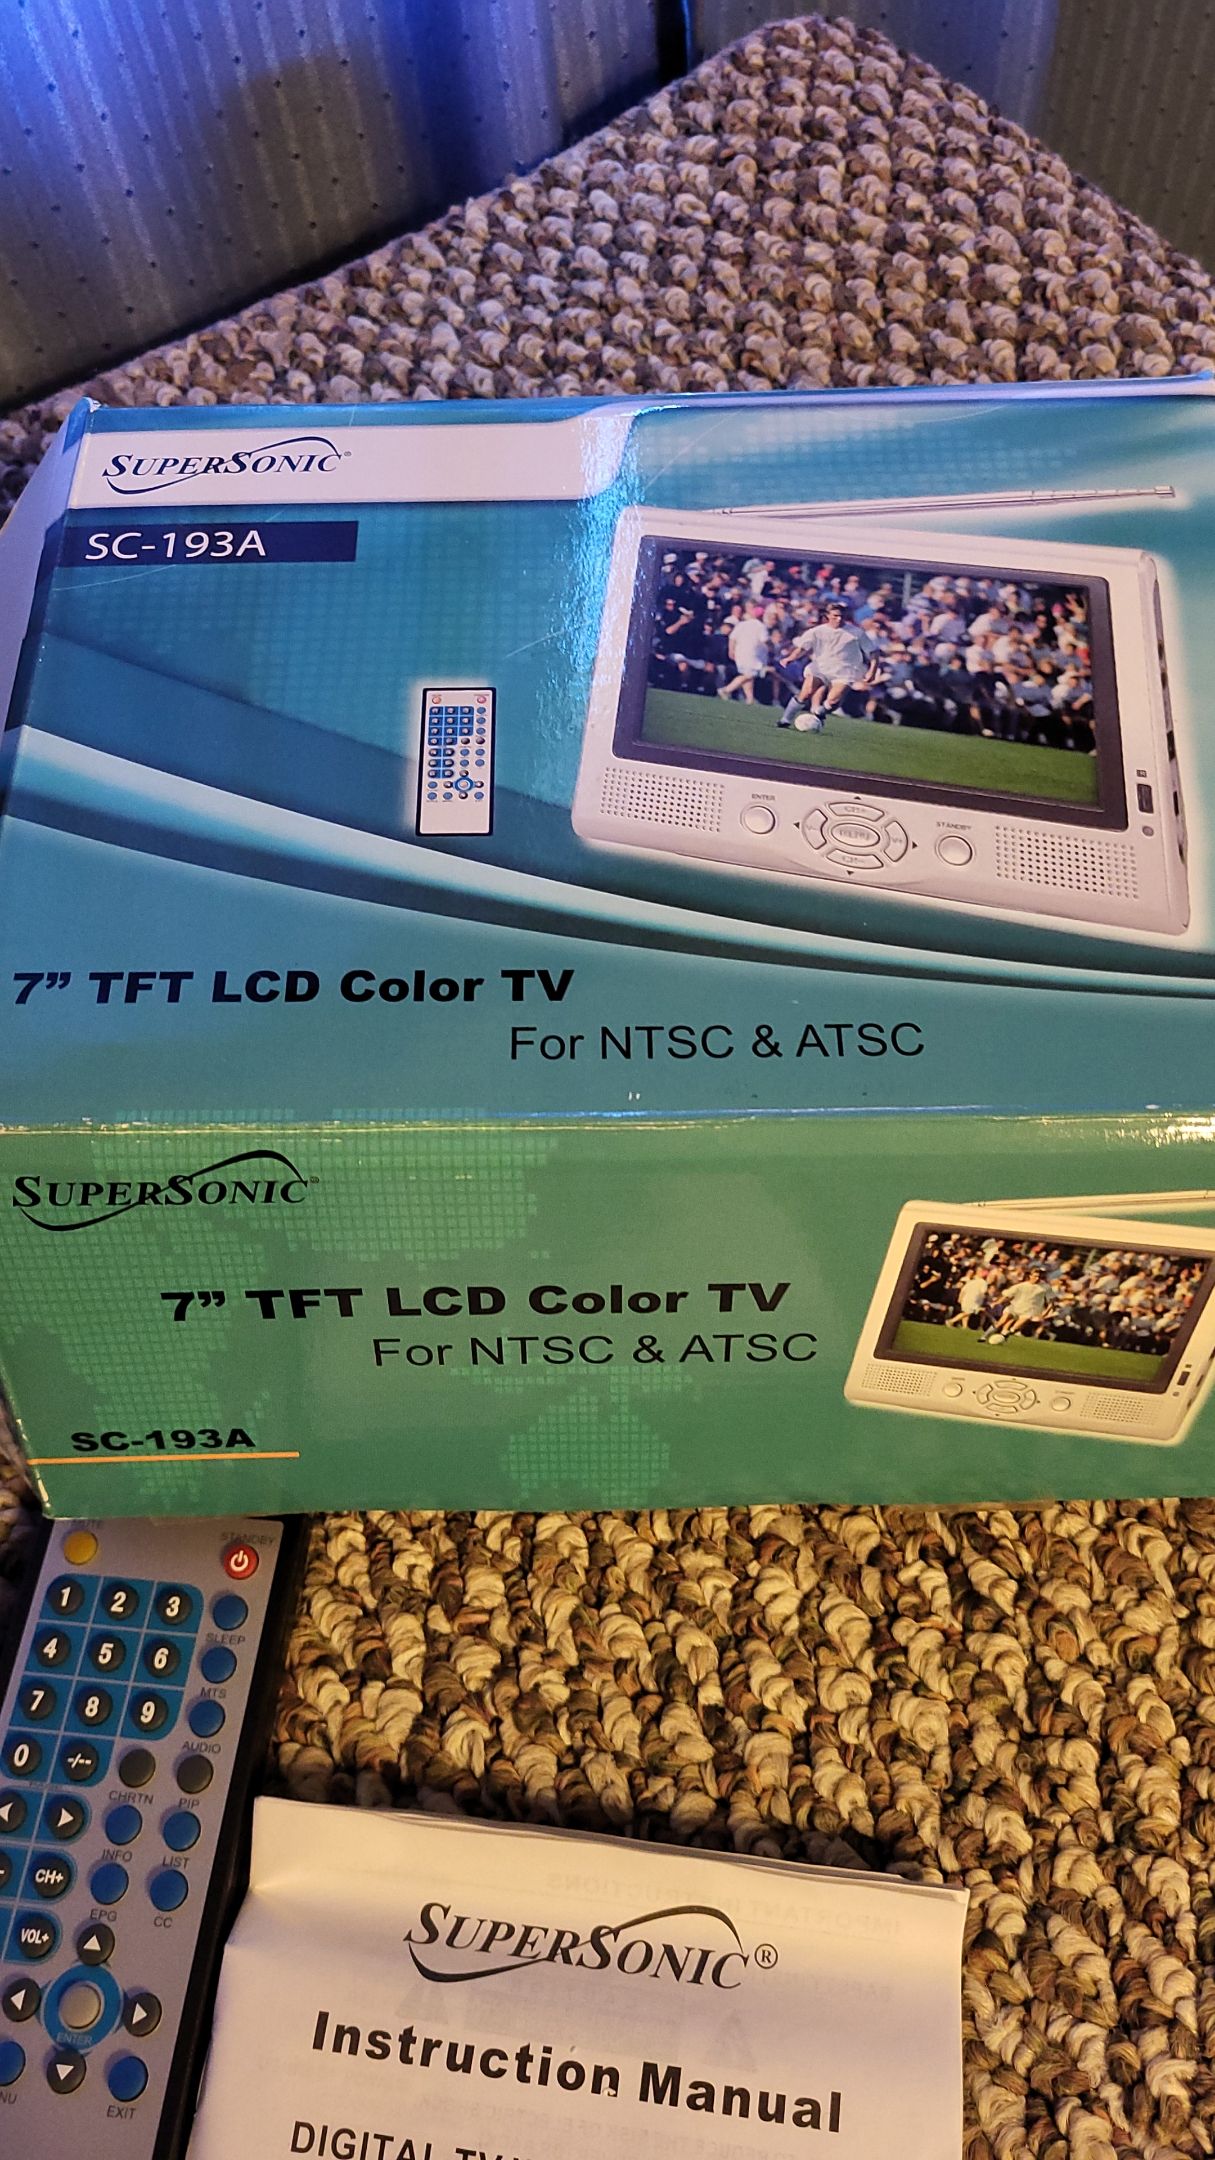 SUPERSONIC®
SC-193A
ENTER
STANDBY
7” TFT LCD Color TV
For NTSC & ATSC
SUPERSONIC®
7” TFT LCD Color TV
For NTSC & ATSC
SC-193A
STANDBY
1 2 3
SLEEP
4 5 6
MTS
7 8 9
AUDIO
0 -/--
CHRTN PIP
INFO LIST
CH+
EPG CC
VOL+
ENTER
EXIT
SUPERSONIC®
Instruction Manual
DIGITAL